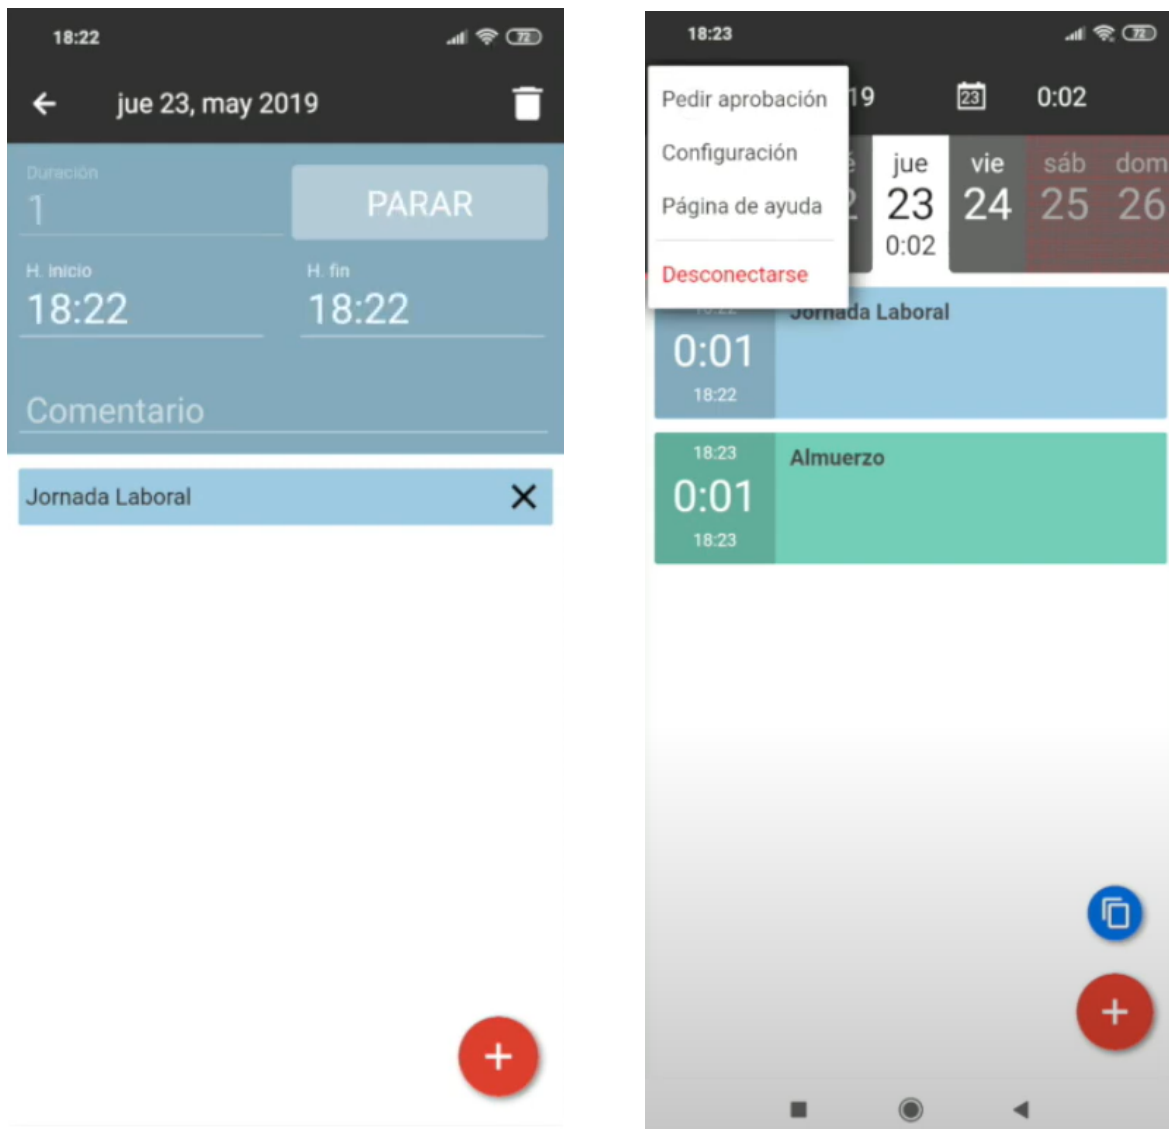 18:22
72
jue 23, may 2019
Duración
1
PARAR
H. Inicio
H. fin
18:22
18:22
Comentario
Jornada Laboral
18:23
72
Pedir aprobación
19
23
0:02
Configuración
Página de ayuda
Desconectarse
jue
23
0:02
vie
24
sáb
25
dom
26
Jornada Laboral
0:01
18:22
18:23
Almuerzo
0:01
18:23